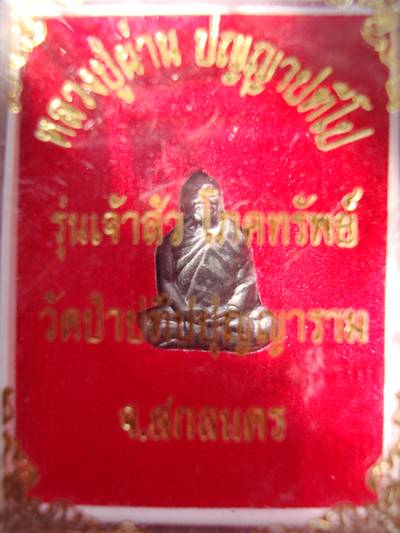 หลวงปู่ผ่าน ปญฺญาปทีโป
รุ่นเจ้าสัว โภคทรัพย์
วัดป่าปทีปปุญญาราม
จ.สกลนคร